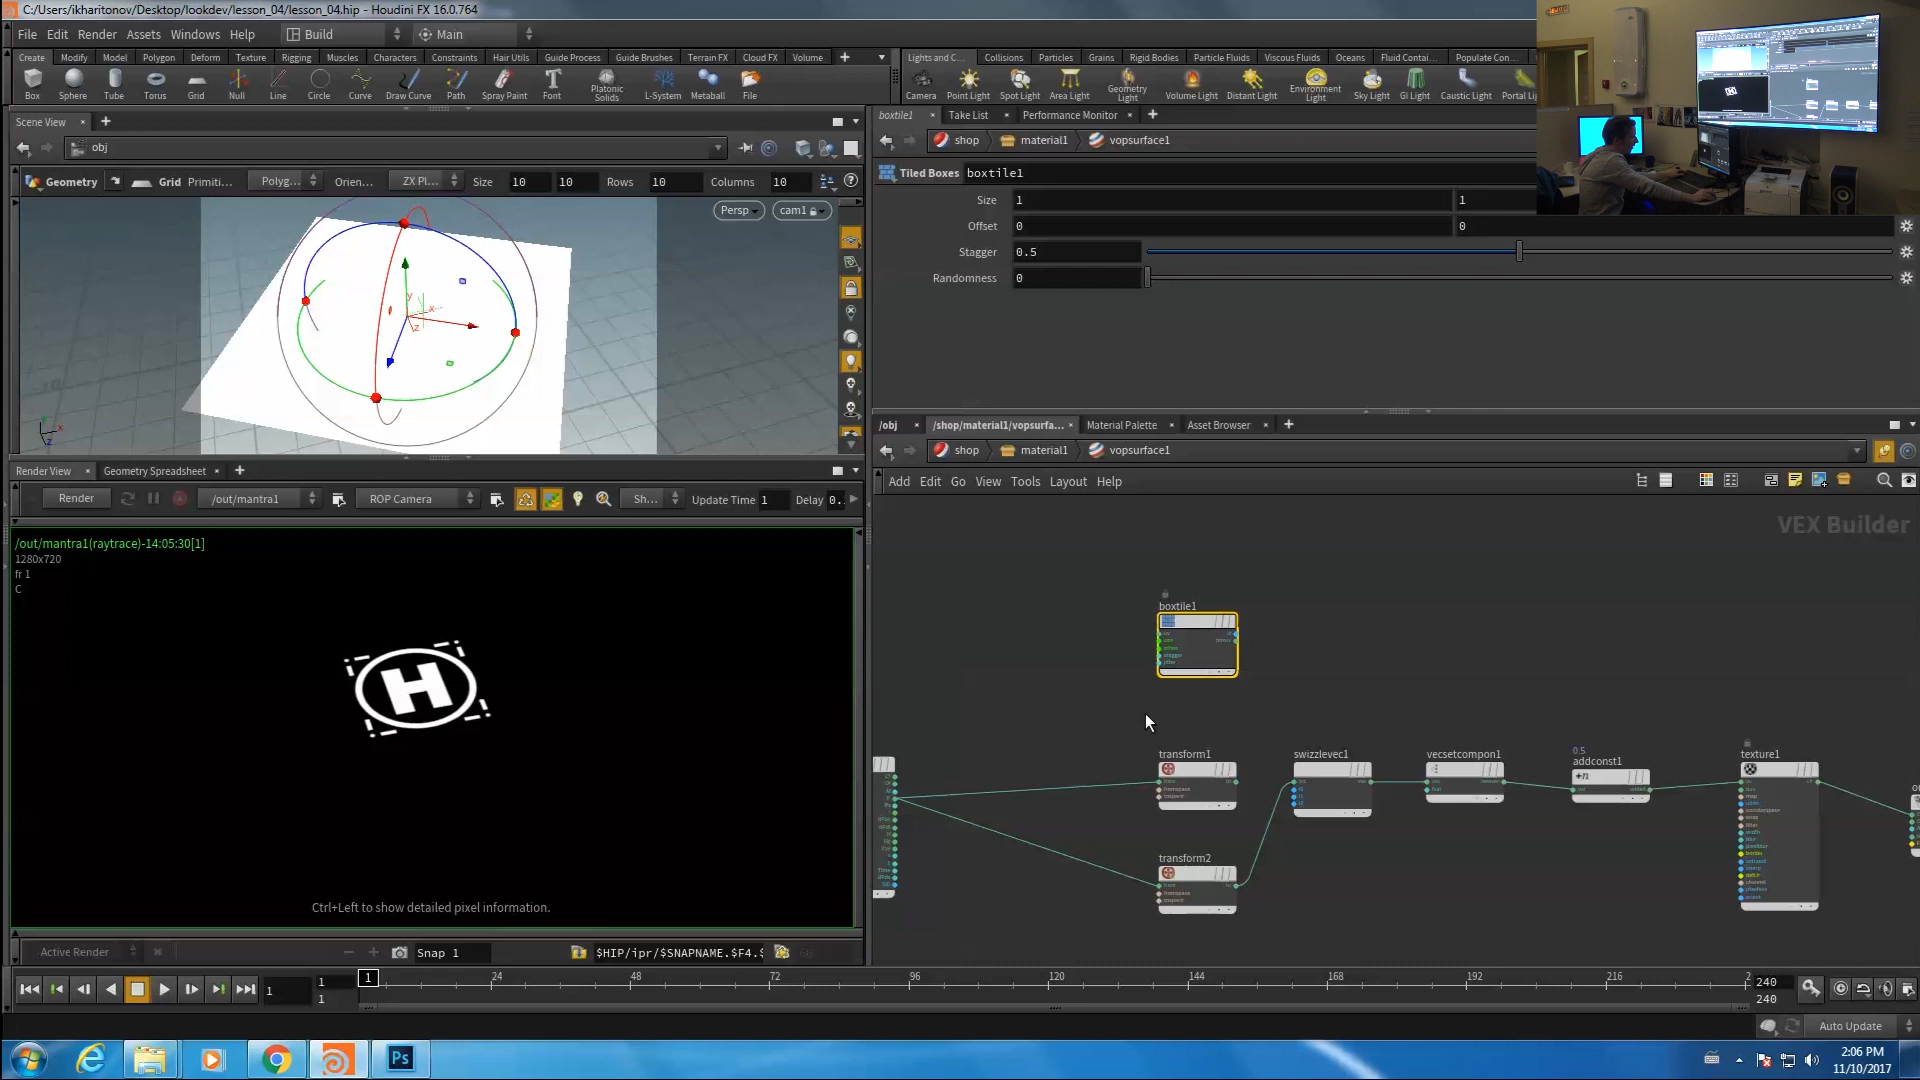 C:/Users/ikharitonov/Desktop/lookdev/lesson_04/lesson_04.hip - Houdini FX 16.0.764
File Edit Render Assets Windows Help Build Main
Create Modify Model Polygon Deform Texture Rigging Muscles Characters Constraints Hair Utils Guide Process Guide Brushes Terrain FX Cloud FX Volume
Box Sphere Tube Torus Grid Null Line Circle Curve Draw Curve Path Spray Paint Font Platonic Solids L-System Metaball File
Lights and C... Collisions Particles Grains Rigid Bodies Particle Fluids Viscous Fluids Oceans Fluid Contai... Populate Con...
Camera Point Light Spot Light Area Light Geometry Light Volume Light Distant Light Environment Light Sky Light GI Light Caustic Light Portal
Scene View
obj
Geometry Grid Primiti... Polyg... Orien... ZX Pl... Size 10 10 Rows 10 Columns 10
Persp cam1
y
x
z
x
z
boxtile1 Take List Performance Monitor
shop material1 vopsurface1
Tiled Boxes boxtile1
Size 1 1
Offset 0 0
Stagger 0.5
Randomness 0
Render View Geometry Spreadsheet
Render /out/mantra1 ROP Camera Sh... Update Time 1 Delay 0.
/out/mantra1(raytrace)-14:05:30[1]
1280x720
fr 1
C
H
Ctrl+Left to show detailed pixel information.
Active Render Snap 1 $HIP/ipr/$SNAPNAME.$F4.$
/obj /shop/material1/vopsurfa... Material Palette Asset Browser
shop material1 vopsurface1
Add Edit Go View Tools Layout Help
VEX Builder
boxtile1
transform1
swizzlevec1
vecsetcompon1
0.5
addconst1
texture1
transform2
1 1 1 1 24 48 72 96 120 144 168 192 216 2 240
240
Auto Update
Ps
2:06 PM
11/10/2017